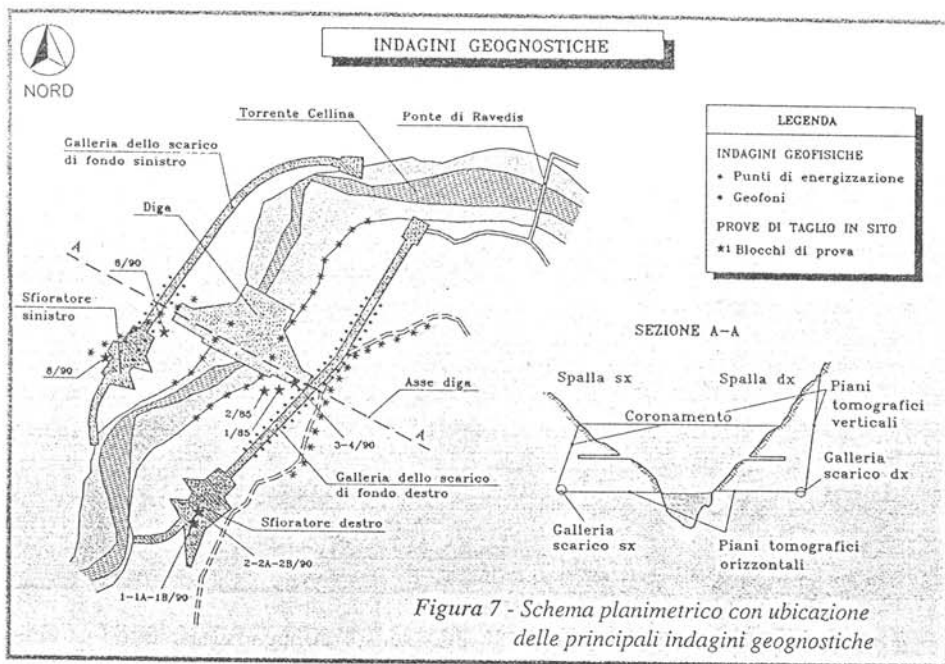 INDAGINI GEOGNOSTICHE
NORD
Torrente Cellina
Ponte di Ravedis
Galleria dello scarico
di fondo sinistro
Diga
A
6/90
Sfioratore
sinistro
8/90
2/85
1/85
3-4/90
Asse diga
A
Galleria dello scarico
di fondo destro
Sfioratore destro
2-2A-2B/90
1-1A-1B/90
LEGENDA
INDAGINI GEOFISICHE
Punti di energizzazione
Geofoni
PROVE DI TAGLIO IN SITO
1 Blocchi di prova
SEZIONE A-A
Spalla sx
Spalla dx
Coronamento
Piani
tomografici
verticali
Galleria
scarico dx
Galleria
scarico sx
Piani tomografici
orizzontali
Figura 7 - Schema planimetrico con ubicazione
delle principali indagini geognostiche